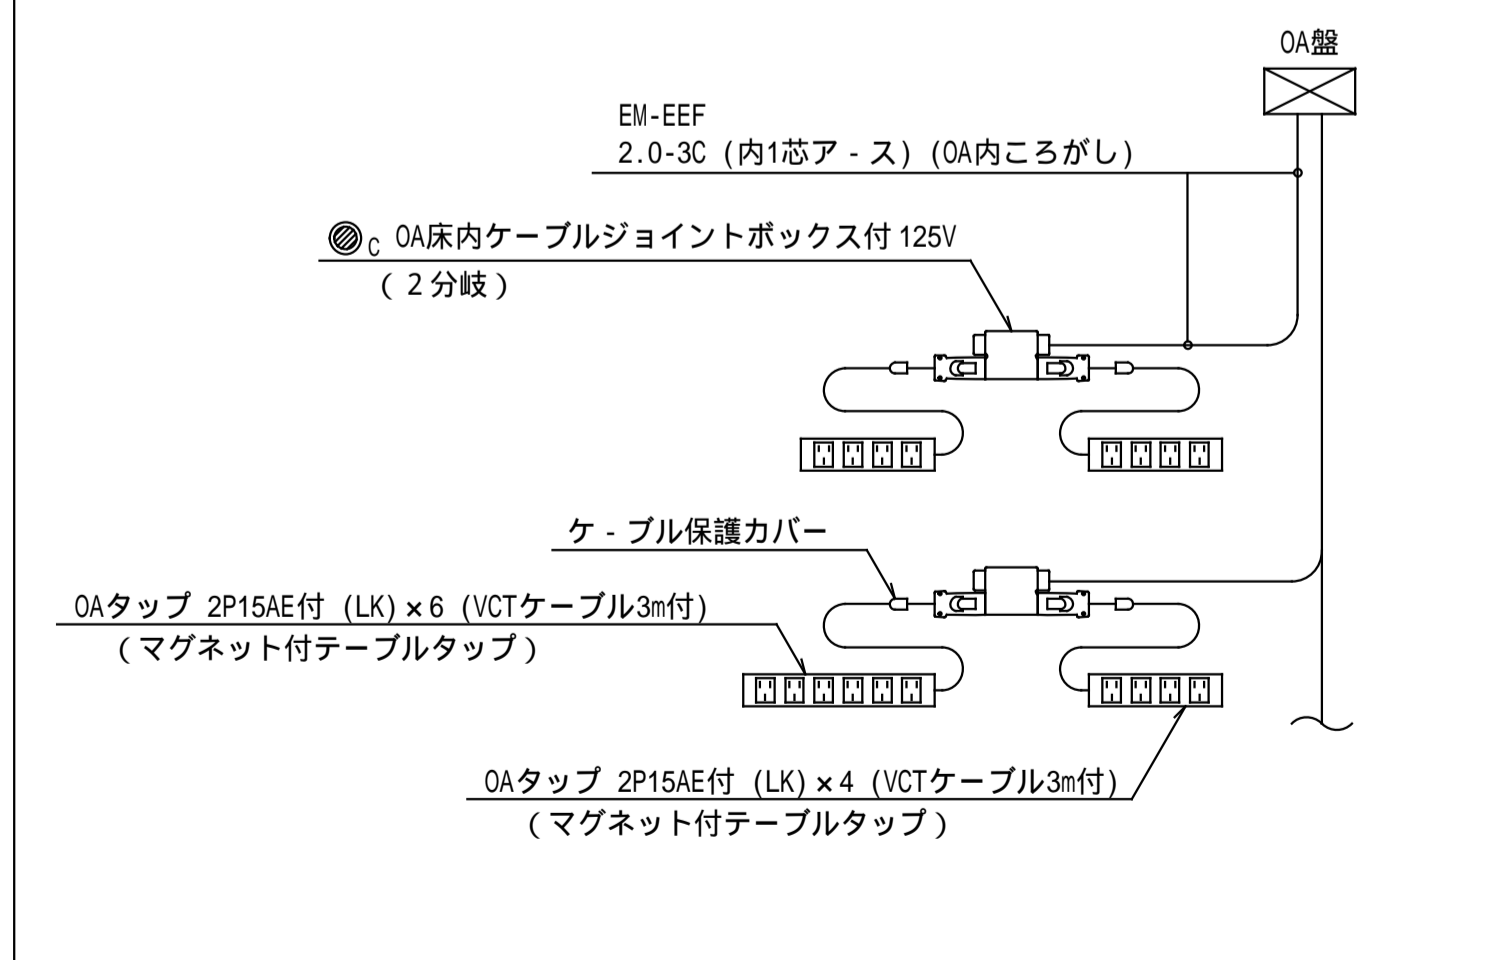 OA盤
EM-EEF
2.0-3C (内1芯ア-ス) (OA内ころがし)
C OA床内ケーブルジョイントボックス付 125V
(2分岐)
ケ-ブル保護カバー
OAタップ 2P15AE付 (LK)×6 (VCTケーブル3m付)
(マグネット付テーブルタップ)
OAタップ 2P15AE付 (LK)×4 (VCTケーブル3m付)
(マグネット付テーブルタップ)